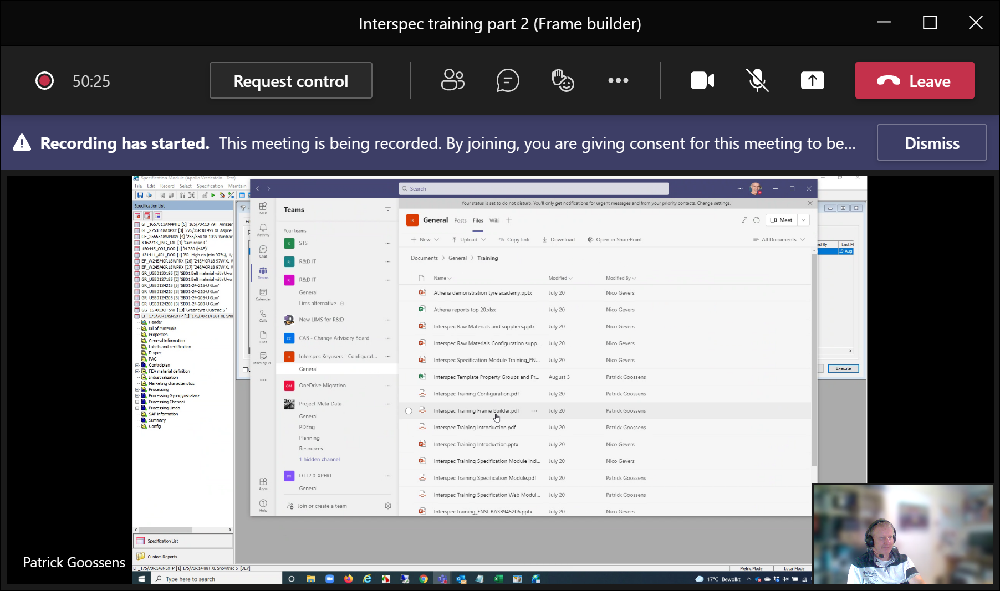 Interspec training part 2 (Frame builder)
50:25
Request control
Leave
Recording has started. This meeting is being recorded. By joining, you are giving consent for this meeting to be...
Dismiss
Specification Module (Apollo Vredestein - Test)
File Edit Record Select Specification Maintain
Specification List
GF_1657013AM4NTB [6] '165/70R13 79T Amazer
GF_2753518AXPXY [3] '275/35R18 99Y XL Aspire
GF_2555518WPRXV [4] '255/55R18 109V Wintrac
X162713_ING_TAL [1] 'Gum rosin C'
150445_ORI_DOR [1] 'N 330 (HAF)'
131411_ARL_DOR [1] 'BR- High cis (min 97%), 1,4
EF_W245/40R18WPRX [26] '245/40R18 97W XL W
EF_W245/40R18WPRX [27] '245/40R18 97W XL W
GR_US80130195 [2] 'SB01 Belt material with U-wra
GR_US80127185 [2] 'SB01 Belt material with U-wra
GR_US80124215 [5] 'SB01-24-215-U Gum'
GR_US80124210 [3] 'SB01-24-210-U Gum'
GR_US80124205 [3] 'SB01-24-205-U Gum'
GR_US80124200 [3] 'SB01-24-200-U Gum'
GG_157013QT5NT [13] 'Greentyre Quatrac 5 '
EF_175/70R14SN5XTP [1] '175/70R14 88T XL Sno
Header
Bill of Materials
Properties
General information
Labels and certification
D-spec
PAC
Controlplan
FEA material definition
Industrialization
Marketing characteristics
Processing
Processing Gyongyoshalasz
Processing Chennai
Processing Limda
SAP information
Summary
Config
Specification List
Custom Reports
EF_175/70R14SN5XTP [1] 175/70R14 88T XL Snowtrac 5 [DEV]
Metric Mode
Local Mode
Search
MLP
Activity
Chat
Teams
Calendar
Calls
Files
Tasks by Pl...
Apps
Help
Teams
Your teams
S STS
RI R&D IT
RI R&D IT
General
Lims alternative
New LIMS for R&D
CC CAB - Change Advisory Board
IK Interspec Keyusers - Configurat...
General
OM OneDrive Migration
Project Meta Data
General
PDEng
Planning
Resources
1 hidden channel
DX DTT2.0-XPERT
General
Join or create a team
Your status is set to do not disturb. You'll only get notifications for urgent messages and from your priority contacts. Change settings.
IK General Posts Files Wiki
Meet
New Upload Copy link Download Open in SharePoint
All Documents
Documents > General > Training
Name Modified Modified By
Athena demonstration tyre academy.pptx July 20 Nico Gevers
Athena reports top 20.xlsx July 20 Nico Gevers
Interspec Raw Materials and suppliers.pptx July 20 Nico Gevers
Interspec Raw Materials Configuration supp... July 20 Nico Gevers
Interspec Specification Module Training_EN... July 20 Nico Gevers
Interspec Template Property Groups and Pr... August 3 Patrick Goossens
Interspec Training Configuration.pdf July 20 Patrick Goossens
Interspec Training Frame Builder.pdf July 20 Patrick Goossens
Interspec Training Introduction.pdf July 20 Patrick Goossens
Interspec Training Introduction.pptx July 20 Nico Gevers
Interspec Training Specification Module incl... July 20 Nico Gevers
Interspec Training Specification Module.pdf July 20 Patrick Goossens
Interspec Training Specification Web Modul... July 20 Patrick Goossens
Interspec training_ENSI-BA3B945206.pptx July 20 Nico Gevers
ed By Last M
19-Aug-
Execute
Patrick Goossens
Type here to search
17°C Bewolkt